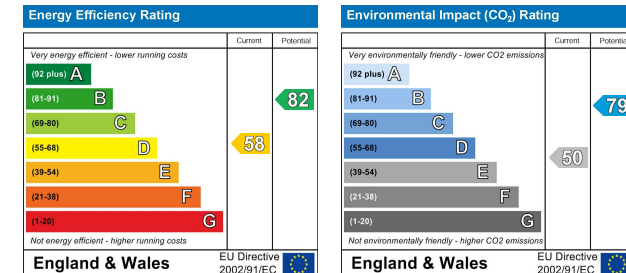 Energy Efficiency Rating
Current Potential
Very energy efficient - lower running costs
(92 plus) A
(81-91) B
82
(69-80) C
(55-68) D
58
(39-54) E
(21-38) F
(1-20) G
Not energy efficient - higher running costs
England & Wales
EU Directive
2002/91/EC
Environmental Impact (CO₂) Rating
Current Potential
Very environmentally friendly - lower CO2 emissions
(92 plus) A
(81-91) B
79
(69-80) C
(55-68) D
(39-54) E
50
(21-38) F
(1-20) G
Not environmentally friendly - higher CO2 emissions
England & Wales
EU Directive
2002/91/EC